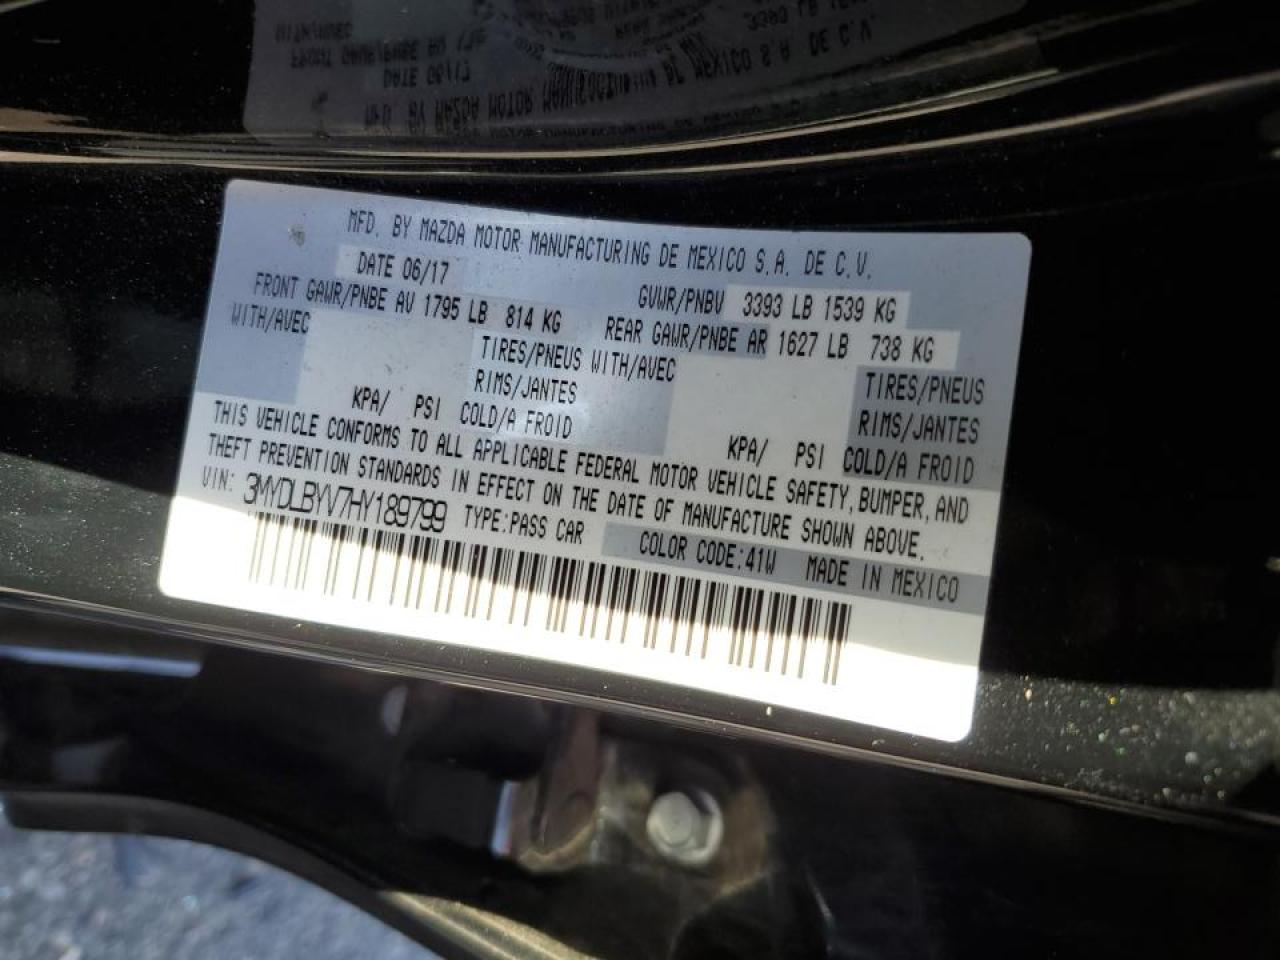 MFD. BY MAZDA MOTOR MANUFACTURING DE MEXICO S.A. DE C.V.
DATE 06/17 GVWR/PNBV 3393 LB 1539 KG
FRONT GAWR/PNBE AV 1795 LB 814 KG REAR GAWR/PNBE AR 1627 LB 738 KG
WITH/AVEC TIRES/PNEUS WITH/AVEC TIRES/PNEUS
RIMS/JANTES RIMS/JANTES
KPA/ PSI COLD/A FROID KPA/ PSI COLD/A FROID
THIS VEHICLE CONFORMS TO ALL APPLICABLE FEDERAL MOTOR VEHICLE SAFETY, BUMPER, AND
THEFT PREVENTION STANDARDS IN EFFECT ON THE DATE OF MANUFACTURE SHOWN ABOVE.
VIN: 3MYDLBYV7HY189799 TYPE:PASS CAR COLOR CODE:41W MADE IN MEXICO